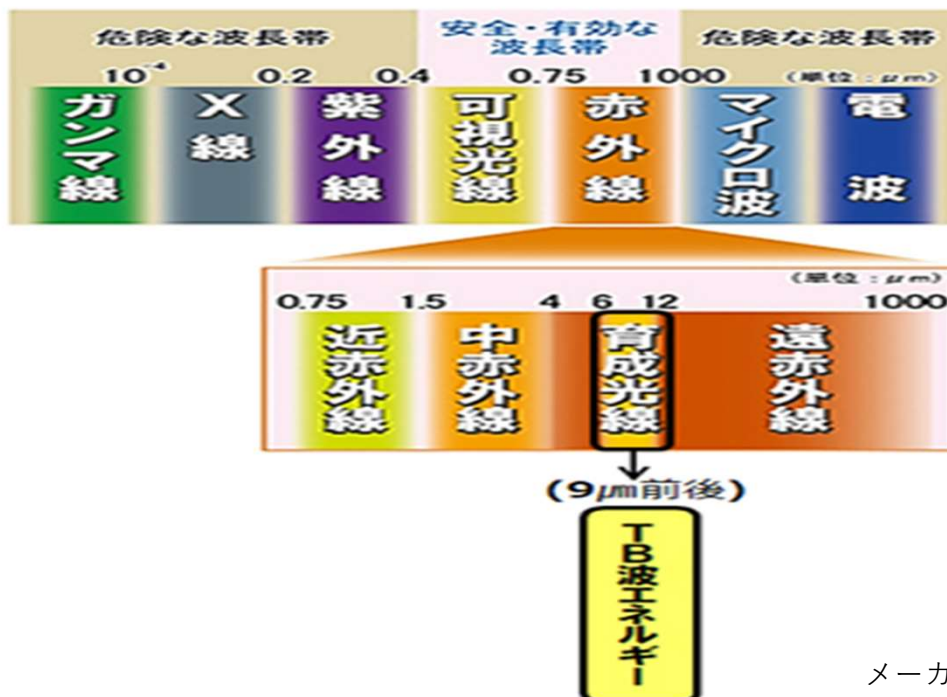 危険な波長帯
安全・有効な
波長帯
危険な波長帯
10⁻⁴ 0.2 0.4 0.75 1000 (単位:μm)
ガンマ線
X線
紫外線
可視光線
赤外線
マイクロ波
電波
(単位:μm)
0.75 1.5 4 6 12 1000
近赤外線
中赤外線
育成光線
遠赤外線
(9μm前後)
TB波エネルギー
メーカ